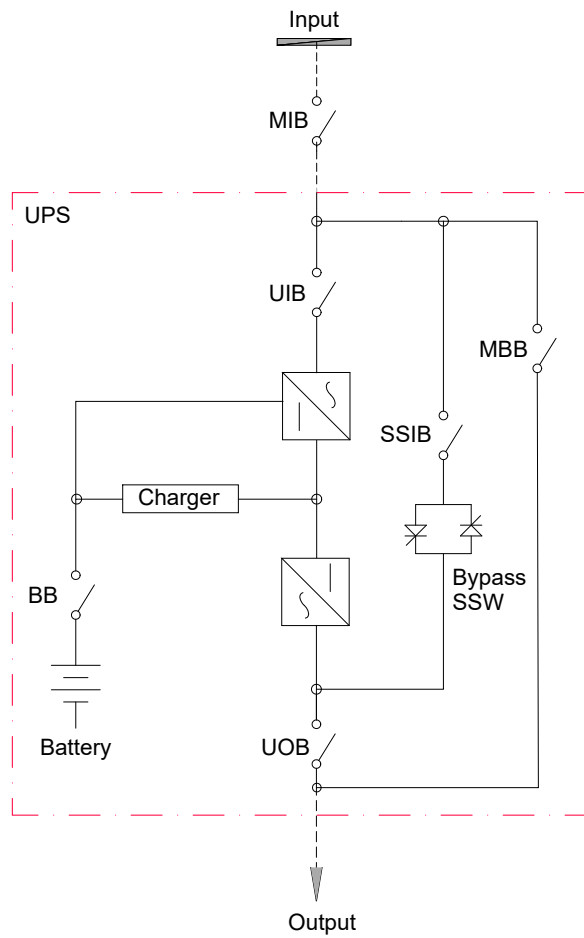 Input
MIB
UPS
UIB
MBB
SSIB
Charger
Bypass
SSW
BB
Battery
UOB
Output